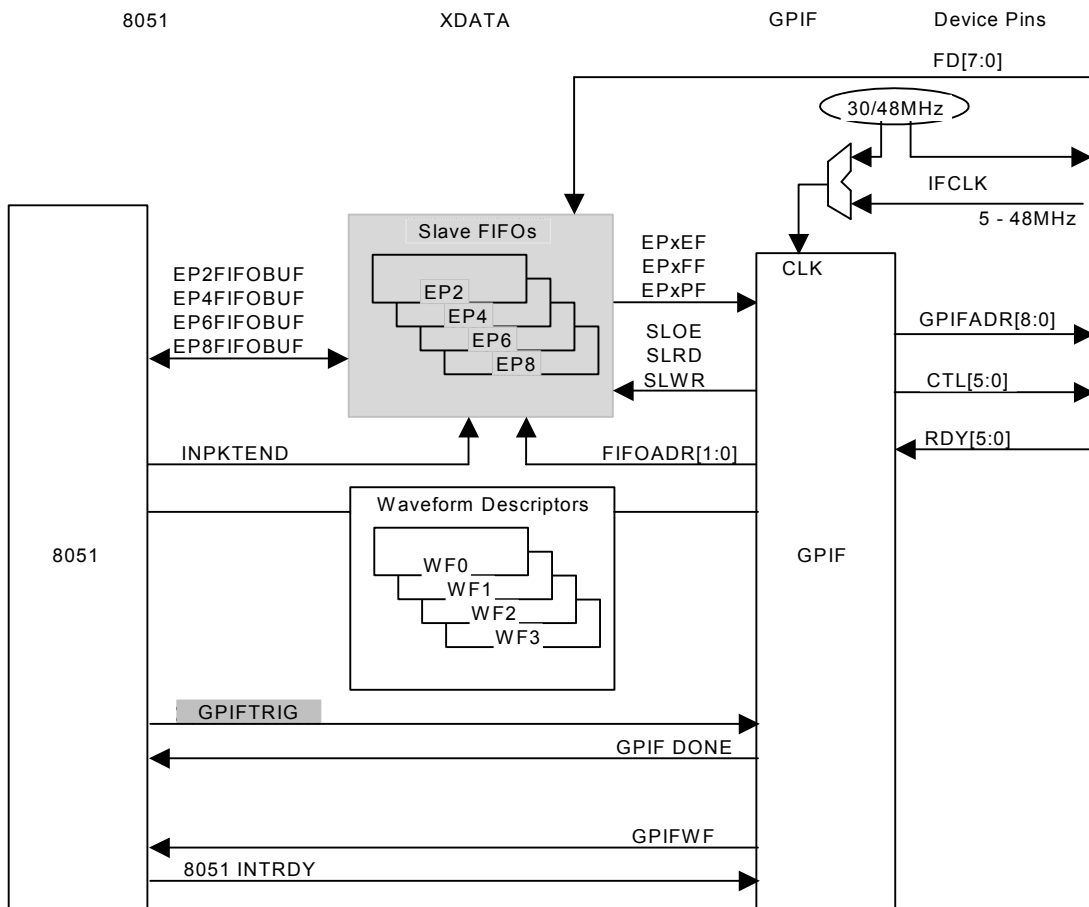 8051 XDATA GPIF Device Pins
FD[7:0]
30/48MHz
IFCLK
5 - 48MHz
Slave FIFOs
EP2
EP4
EP6
EP8
EP2FIFOBUF
EP4FIFOBUF
EP6FIFOBUF
EP8FIFOBUF
EPxEF
EPxFF
EPxPF
SLOE
SLRD
SLWR
CLK
GPIFADR[8:0]
CTL[5:0]
RDY[5:0]
INPKTEND
FIFOADR[1:0]
Waveform Descriptors
WF0
WF1
WF2
WF3
8051
GPIF
GPIFTRIG
GPIF DONE
GPIFWF
8051 INTRDY